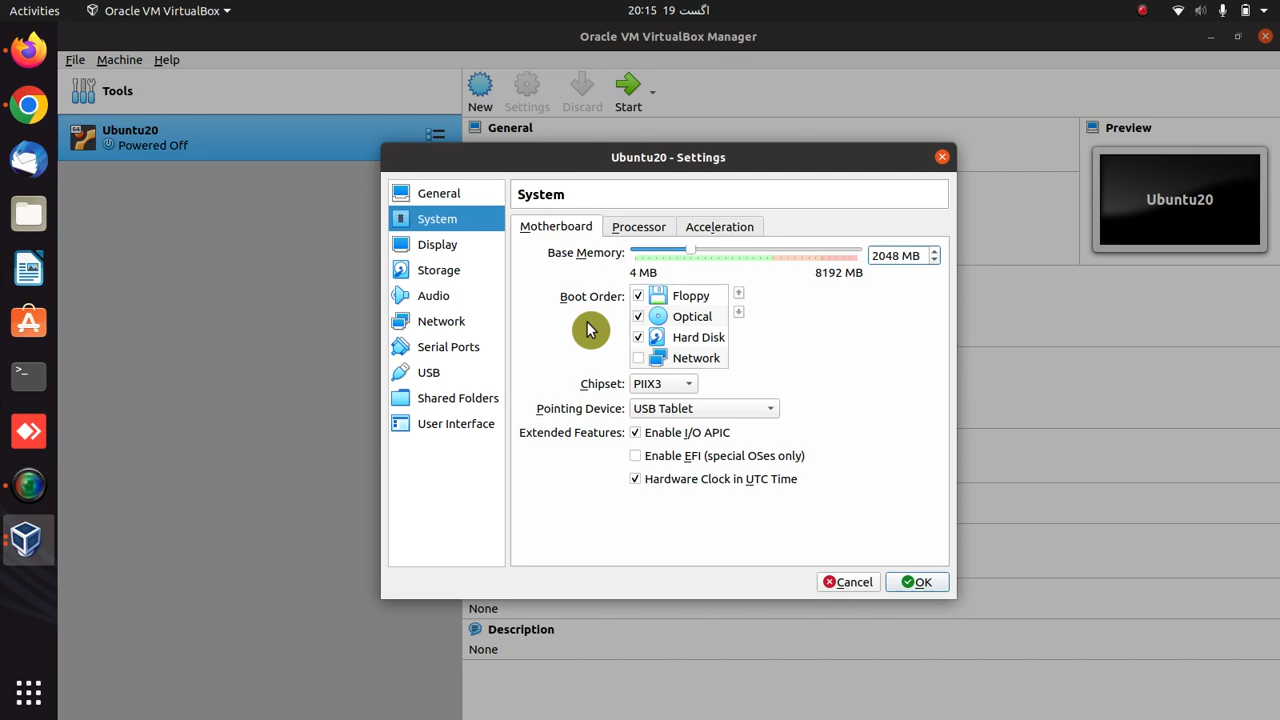 Activities
Oracle VM VirtualBox
20:15 19 اگست
Oracle VM VirtualBox Manager
File Machine Help
Tools
New Settings Discard Start
Ubuntu20
Powered Off
General
Preview
Ubuntu20
Ubuntu20 - Settings
General
System
Display
Storage
Audio
Network
Serial Ports
USB
Shared Folders
User Interface
System
Motherboard Processor Acceleration
Base Memory: 2048 MB
4 MB 8192 MB
Boot Order: Floppy
Optical
Hard Disk
Network
Chipset: PIIX3
Pointing Device: USB Tablet
Extended Features: Enable I/O APIC
Enable EFI (special OSes only)
Hardware Clock in UTC Time
Cancel OK
None
Description
None